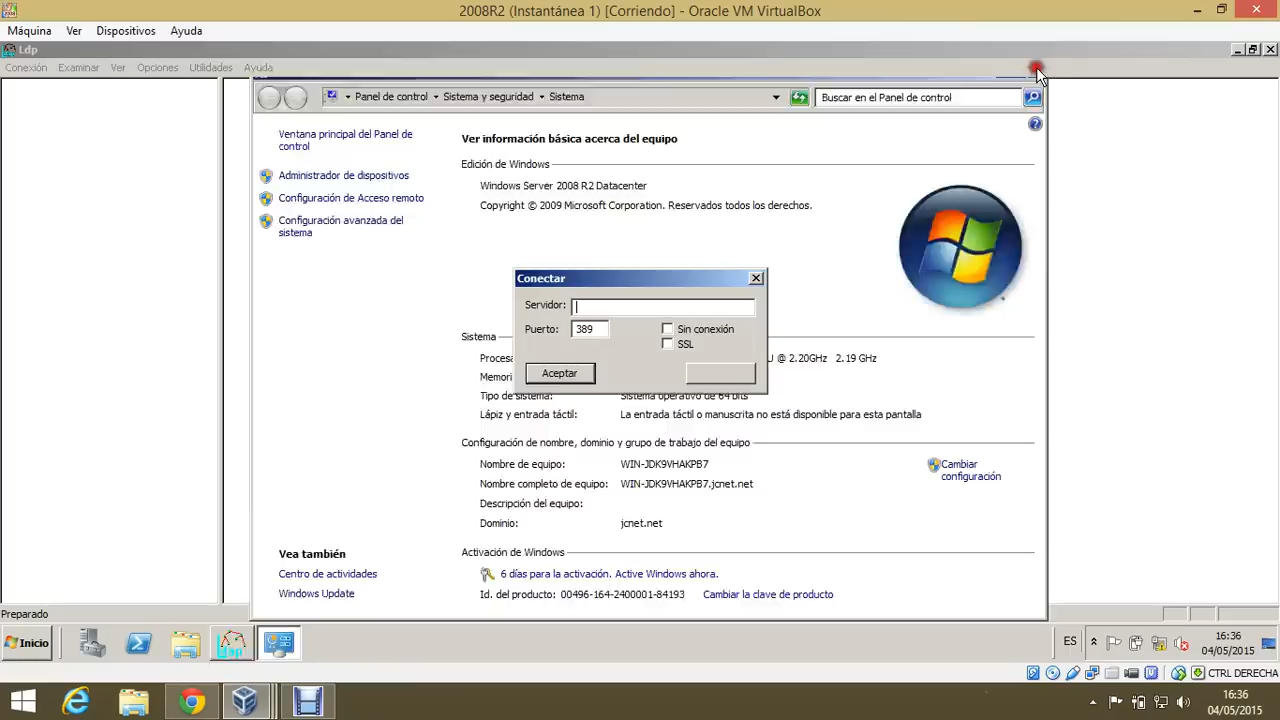 2008R2 (Instantánea 1) [Corriendo] - Oracle VM VirtualBox
Máquina Ver Dispositivos Ayuda
Ldp
Conexión Examinar Ver Opciones Utilidades Ayuda
Panel de control Sistema y seguridad Sistema
Buscar en el Panel de control
Ventana principal del Panel de
control
Administrador de dispositivos
Configuración de Acceso remoto
Configuración avanzada del
sistema
Ver información básica acerca del equipo
Edición de Windows
Windows Server 2008 R2 Datacenter
Copyright © 2009 Microsoft Corporation. Reservados todos los derechos.
Conectar
Servidor:
Puerto: 389
Sin conexión
SSL
Aceptar
Sistema
Procesa
@ 2.20GHz 2.19 GHz
Memori
Tipo de sistema: Sistema operativo de 64 bits
Lápiz y entrada táctil: La entrada táctil o manuscrita no está disponible para esta pantalla
Configuración de nombre, dominio y grupo de trabajo del equipo
Nombre de equipo: WIN-JDK9VHAKPB7
Cambiar
configuración
Nombre completo de equipo: WIN-JDK9VHAKPB7.jcnet.net
Descripción del equipo:
Dominio: jcnet.net
Vea también
Centro de actividades
Windows Update
Activación de Windows
6 días para la activación. Active Windows ahora.
Id. del producto: 00496-164-2400001-84193 Cambiar la clave de producto
Preparado
Inicio
ldp
ES
16:36
04/05/2015
CTRL DERECHA
16:36
04/05/2015